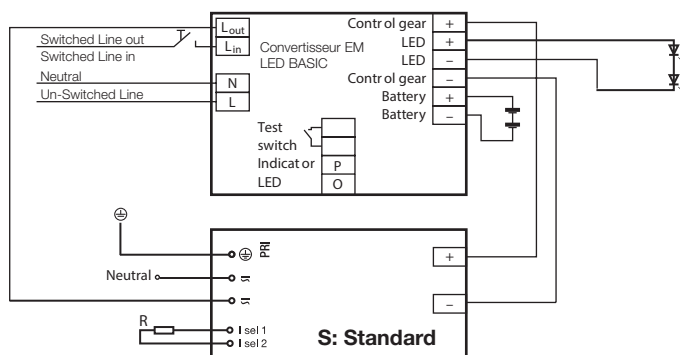 Lout
Switched Line out
Lin
Switched Line in
Convertisseur EM
LED BASIC
Neutral
N
Un-Switched Line
L
Control gear +
LED +
LED –
Control gear –
Battery +
Battery –
Test
switch
Indicator P
LED O
PRI
+
Neutral
–
R
I sel 1
I sel 2
S: Standard